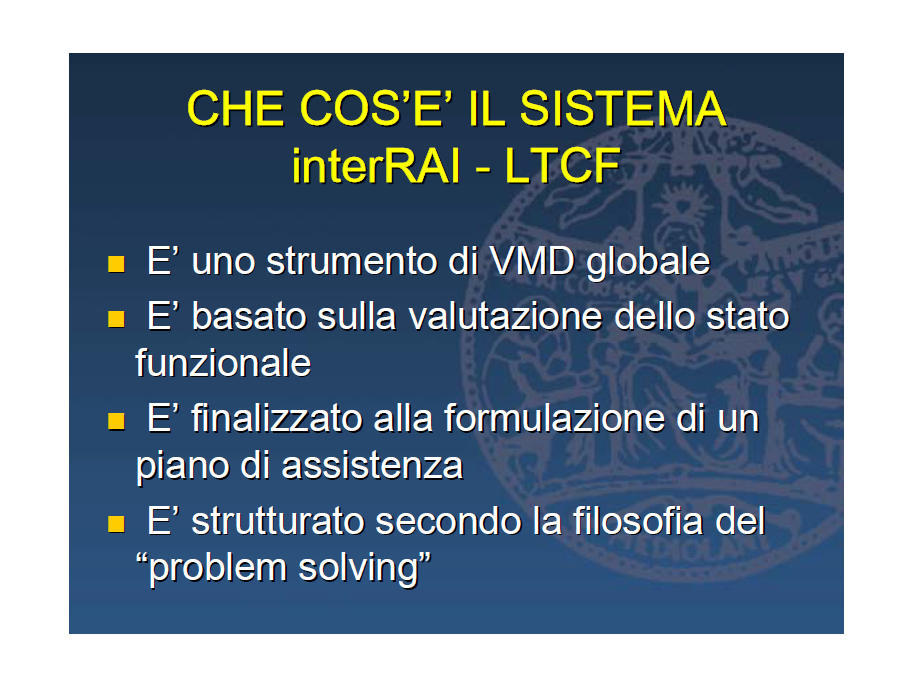 CHE COS’E’ IL SISTEMA
interRAI - LTCF
E’ uno strumento di VMD globale
E’ basato sulla valutazione dello stato
funzionale
E’ finalizzato alla formulazione di un
piano di assistenza
E’ strutturato secondo la filosofia del
“problem solving”
MEDIOLANI